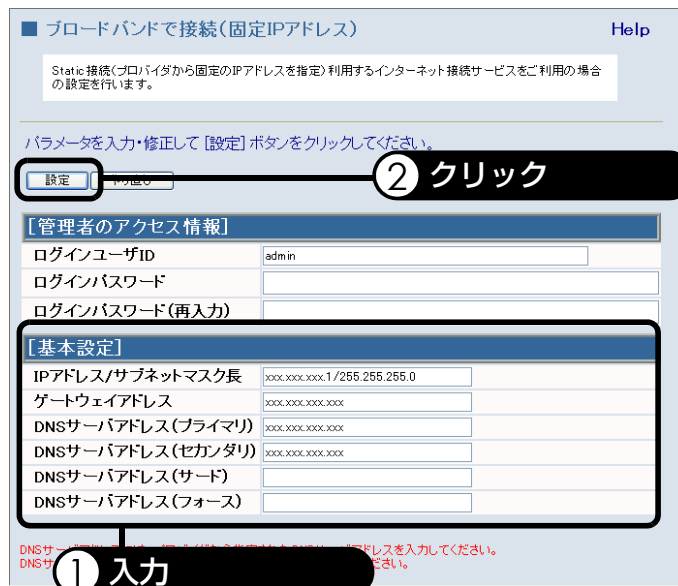 ■ ブロードバンドで接続(固定IPアドレス)
Help
Static接続(プロバイダから固定のIPアドレスを指定)利用するインターネット接続サービスをご利用の場合
の設定を行います。
パラメータを入力・修正して [設定] ボタンをクリックしてください。
設定
② クリック
[管理者のアクセス情報]
ログインユーザID admin
ログインパスワード
ログインパスワード(再入力)
[基本設定]
IPアドレス/サブネットマスク長 xxx.xxx.xxx.1/255.255.255.0
ゲートウェイアドレス xxx.xxx.xxx.xxx
DNSサーバアドレス(プライマリ) xxx.xxx.xxx.xxx
DNSサーバアドレス(セカンダリ) xxx.xxx.xxx.xxx
DNSサーバアドレス(サード)
DNSサーバアドレス(フォース)
ドレスを入力してください。
ださい。
① 入力